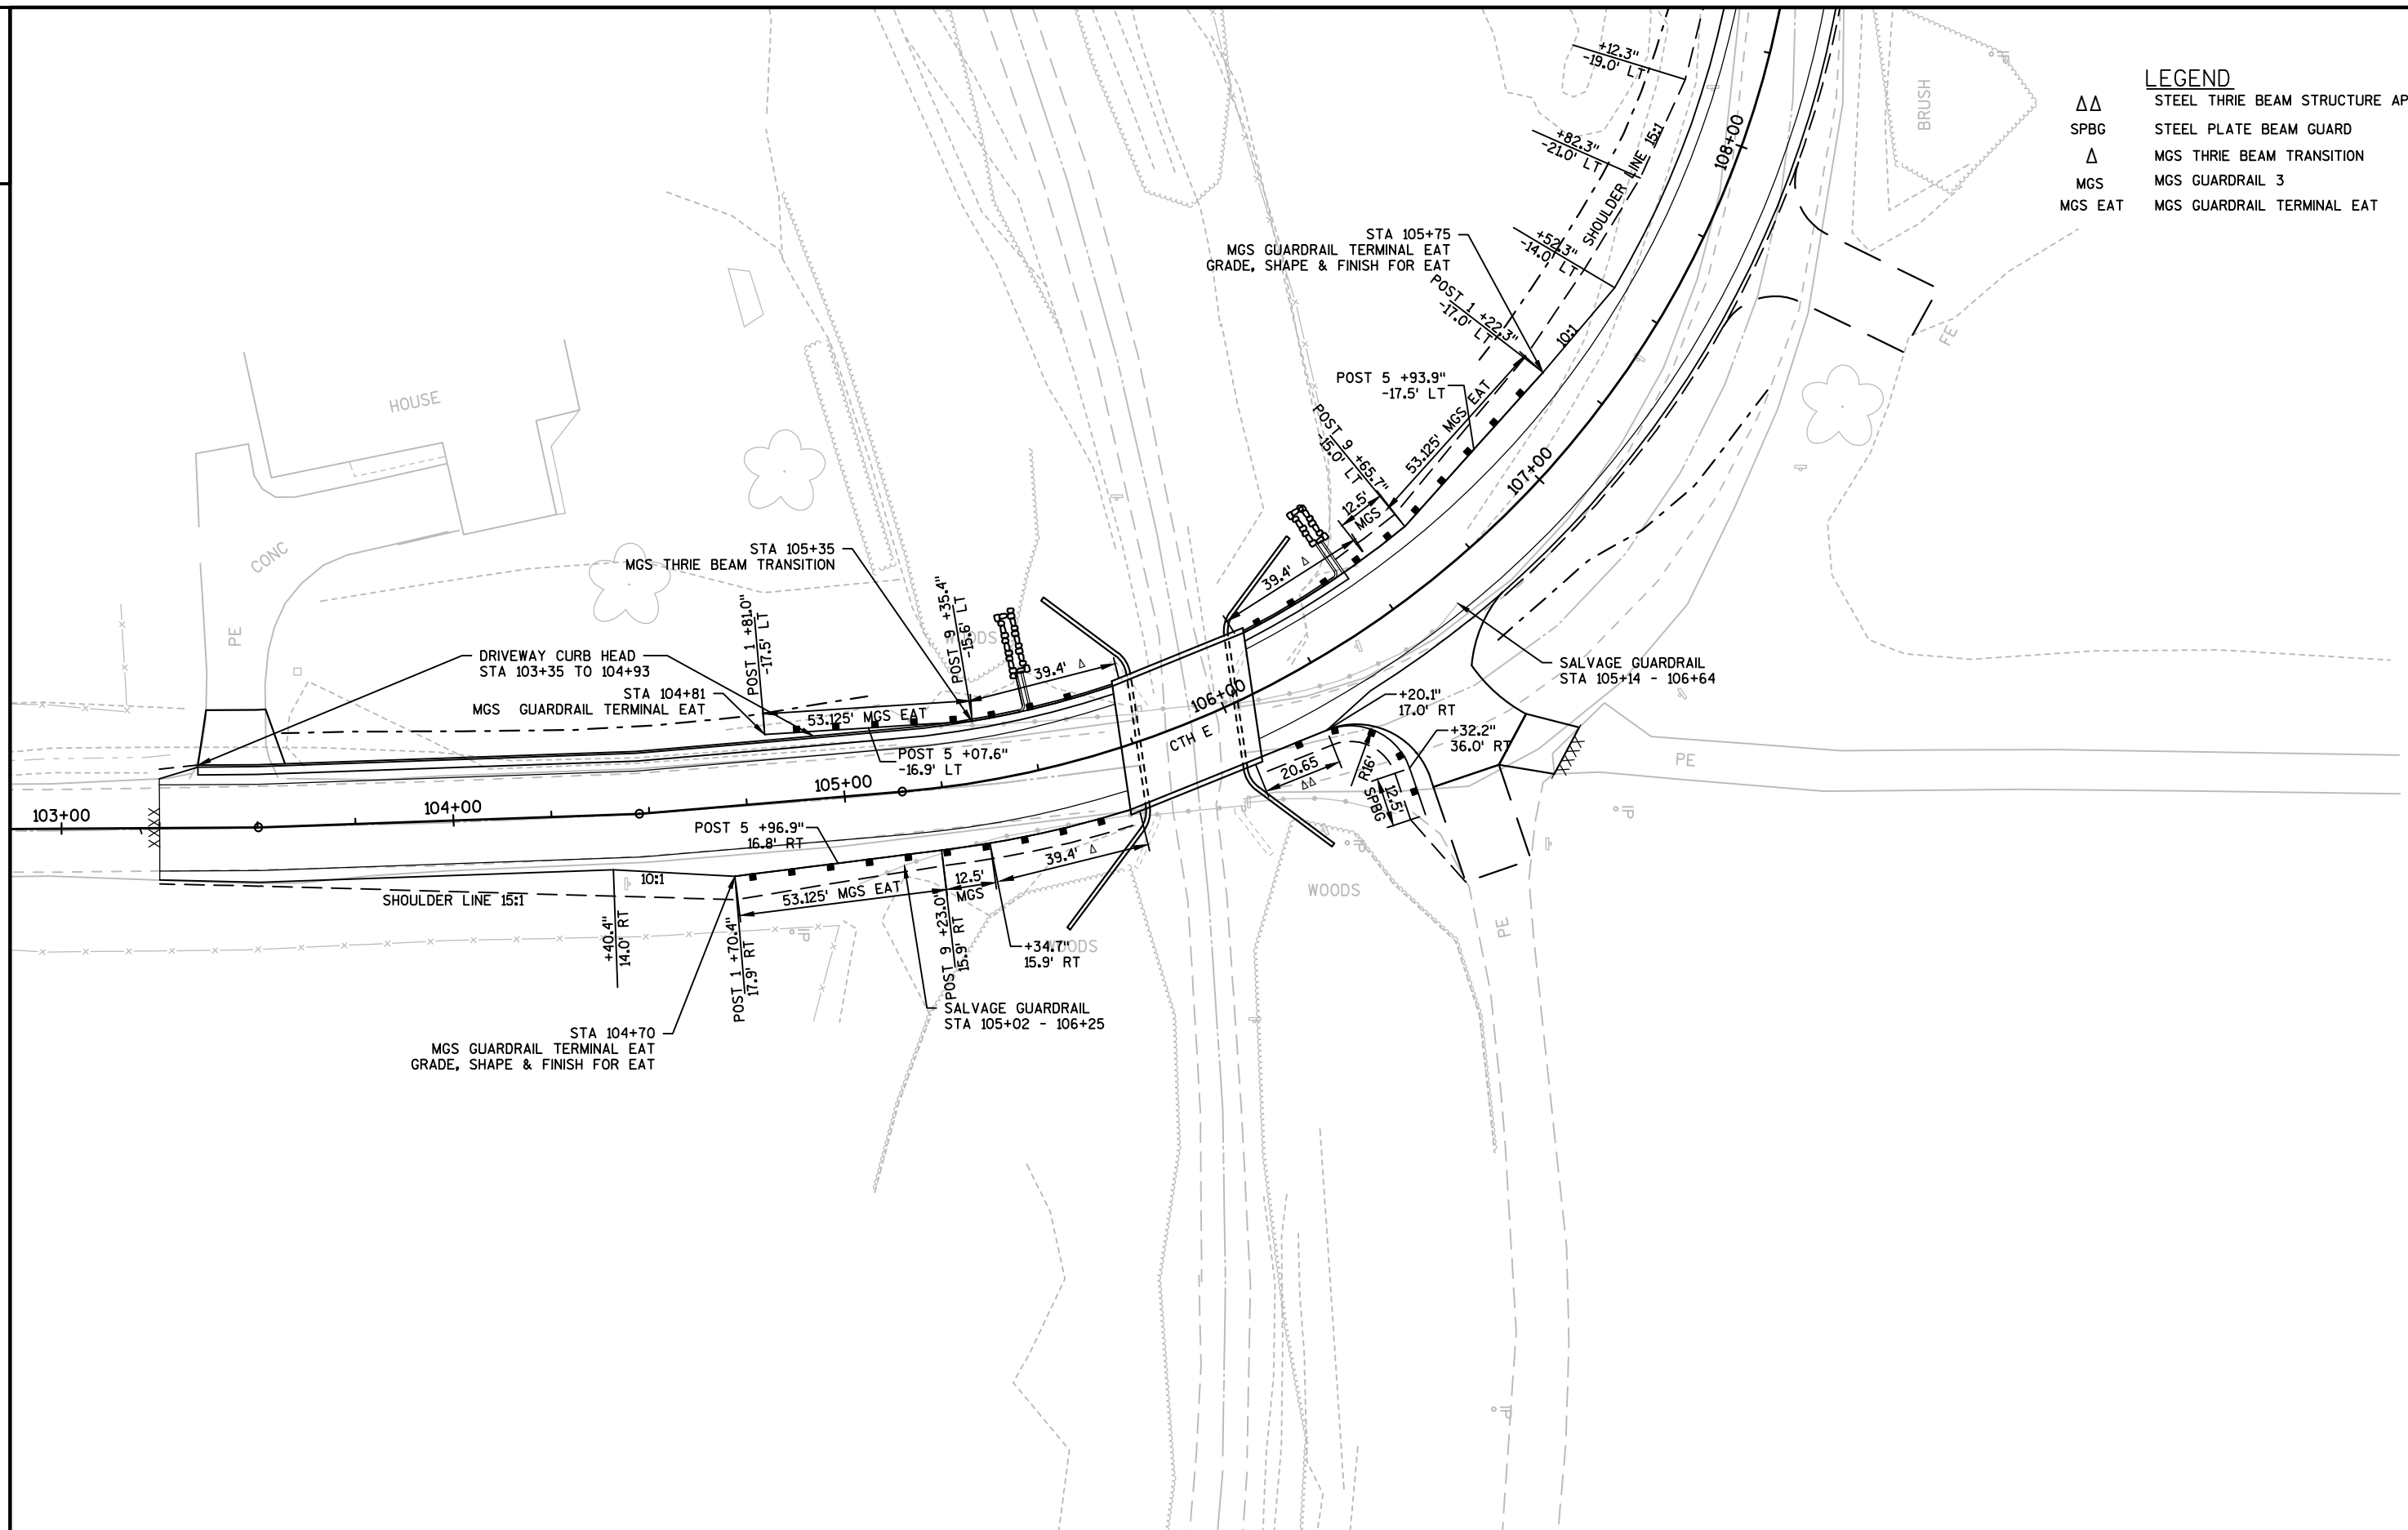 LEGEND
ΔΔ STEEL THRIE BEAM STRUCTURE AP
SPBG STEEL PLATE BEAM GUARD
Δ MGS THRIE BEAM TRANSITION
MGS MGS GUARDRAIL 3
MGS EAT MGS GUARDRAIL TERMINAL EAT
BRUSH
IP
+12.3"
-19.0' LT
+82.3"
-21.0' LT
SHOULDER LINE 15:1
108+00
+52.3"
-14.0' LT
STA 105+75
MGS GUARDRAIL TERMINAL EAT
GRADE, SHAPE & FINISH FOR EAT
POST 1 +22.3"
-17.0' LT
10:1
FE
POST 5 +93.9"
-17.5' LT
53.125' MGS EAT
POST 9 +65.7"
-15.0' LT
12.5'
MGS
107+00
39.4' Δ
HOUSE
CONC
PE
STA 105+35
MGS THRIE BEAM TRANSITION
POST 1 +81.0"
-17.5' LT
POST 9 +35.4"
-15.6' LT
WOODS
39.4' Δ
DRIVEWAY CURB HEAD
STA 103+35 TO 104+93
STA 104+81
MGS GUARDRAIL TERMINAL EAT
53.125' MGS EAT
POST 5 +07.6"
-16.9' LT
106+00
CTH E
SALVAGE GUARDRAIL
STA 105+14 - 106+64
+20.1"
17.0' RT
+32.2"
36.0' RT
20.65
ΔΔ
R16'
12.5'
SPBG
PE
IP
103+00
104+00
105+00
POST 5 +96.9"
16.8' RT
10:1
SHOULDER LINE 15:1
53.125' MGS EAT
12.5'
MGS
39.4' Δ
IP
WOODS
PE
+40.4"
14.0' RT
POST 1 +70.4"
17.9' RT
IP
POST 9 +23.0"
15.9' RT
+34.7"
15.9' RT
WOODS
SALVAGE GUARDRAIL
STA 105+02 - 106+25
STA 104+70
MGS GUARDRAIL TERMINAL EAT
GRADE, SHAPE & FINISH FOR EAT
IP